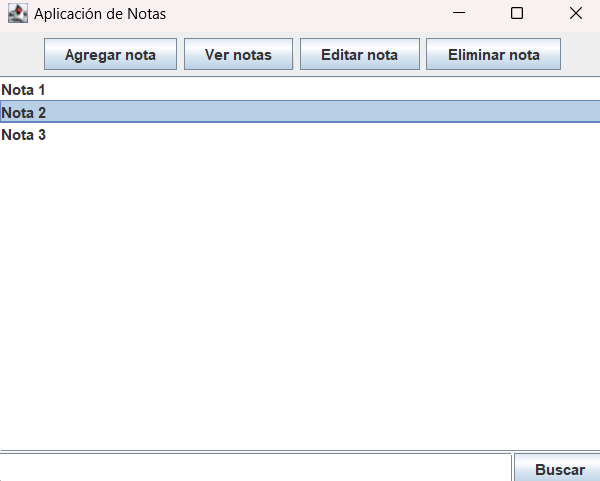 Aplicación de Notas
Agregar nota Ver notas Editar nota Eliminar nota
Nota 1
Nota 2
Nota 3
Buscar